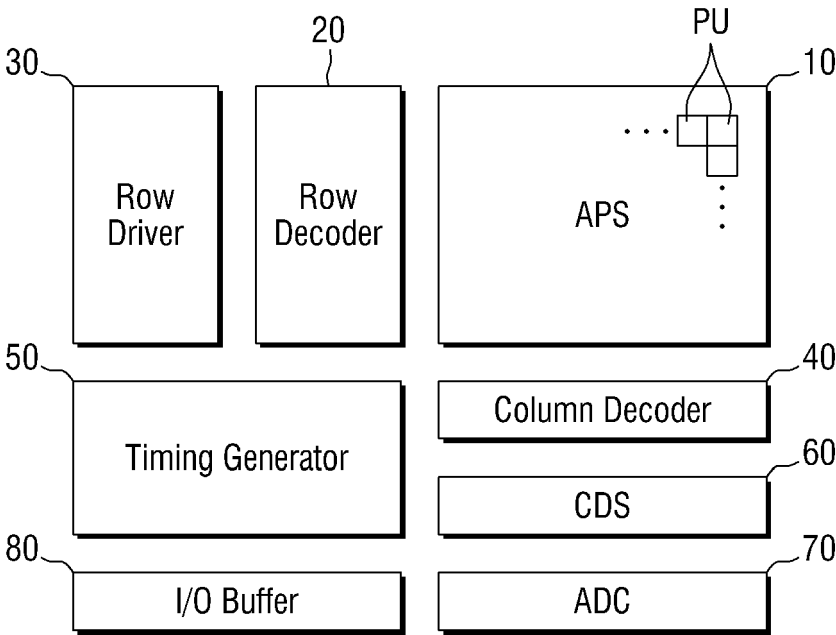 20
PU
30
10
Row
Driver
Row
Decoder
APS
50
40
Timing Generator
Column Decoder
60
CDS
80
70
I/O Buffer
ADC